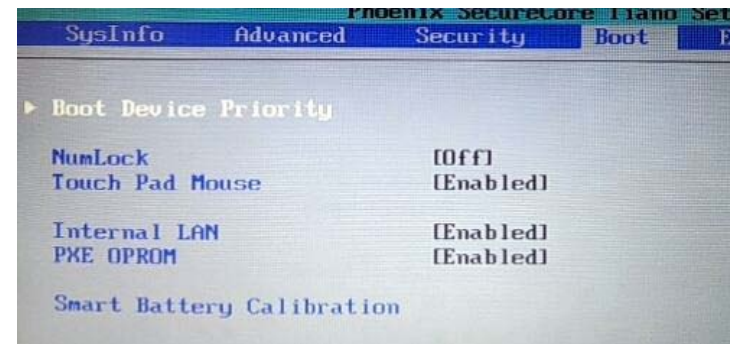 Phoenix SecureCore Tiano Set
SysInfo Advanced Security Boot
Boot Device Priority
NumLock [Off]
Touch Pad Mouse [Enabled]
Internal LAN [Enabled]
PXE OPROM [Enabled]
Smart Battery Calibration